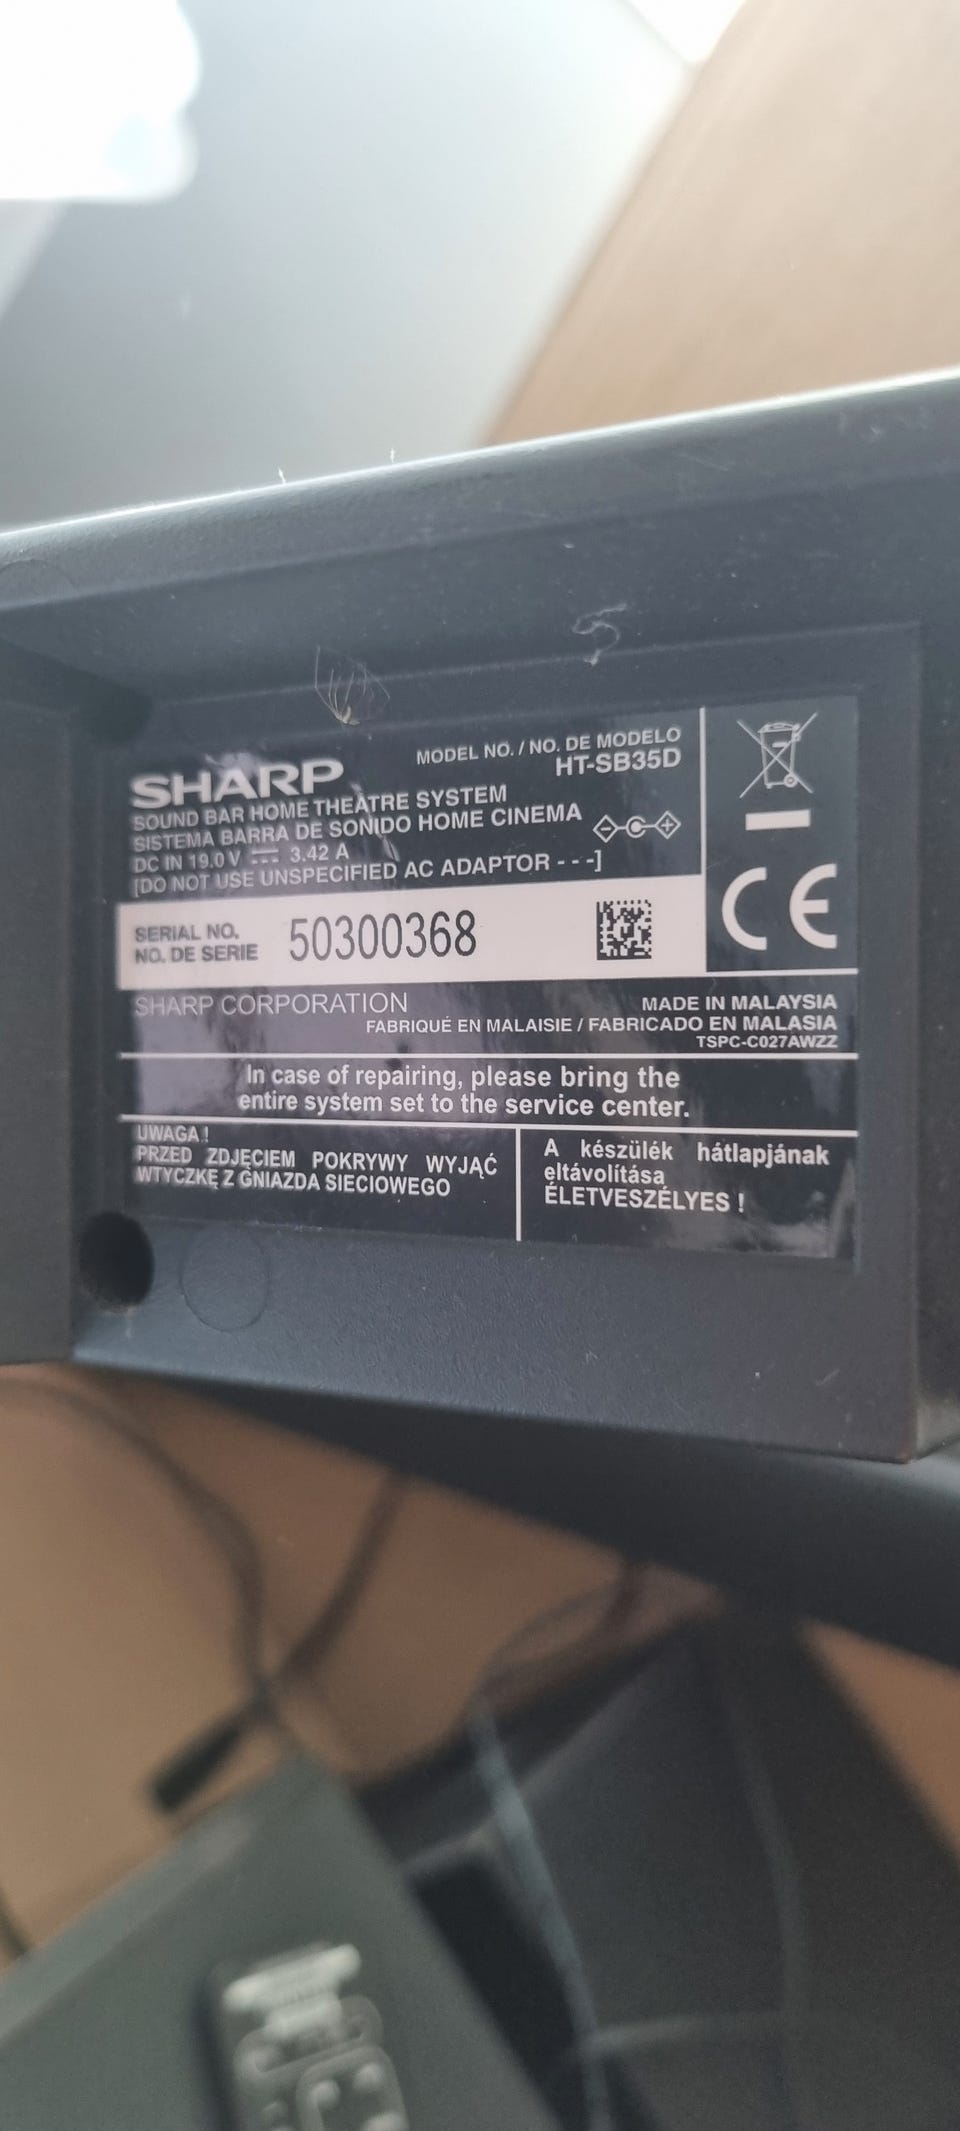 SHARP
MODEL NO. / NO. DE MODELO
HT-SB35D
SOUND BAR HOME THEATRE SYSTEM
SISTEMA BARRA DE SONIDO HOME CINEMA
DC IN 19.0 V ⎓ 3.42 A
[DO NOT USE UNSPECIFIED AC ADAPTOR - - -]
SERIAL NO.
NO. DE SERIE
50300368
CE
SHARP CORPORATION
MADE IN MALAYSIA
FABRIQUÉ EN MALAISIE / FABRICADO EN MALASIA
TSPC-C027AWZZ
In case of repairing, please bring the
entire system set to the service center.
UWAGA !
PRZED ZDJĘCIEM POKRYWY WYJĄĆ
WTYCZKĘ Z GNIAZDA SIECIOWEGO
A készülék hátlapjának
eltávolítása
ÉLETVESZÉLYES !